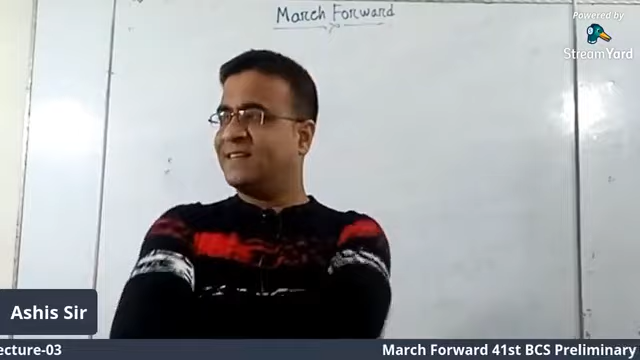 March Forward
Powered by
StreamYard
Ashis Sir
ecture-03
March Forward 41st BCS Preliminary